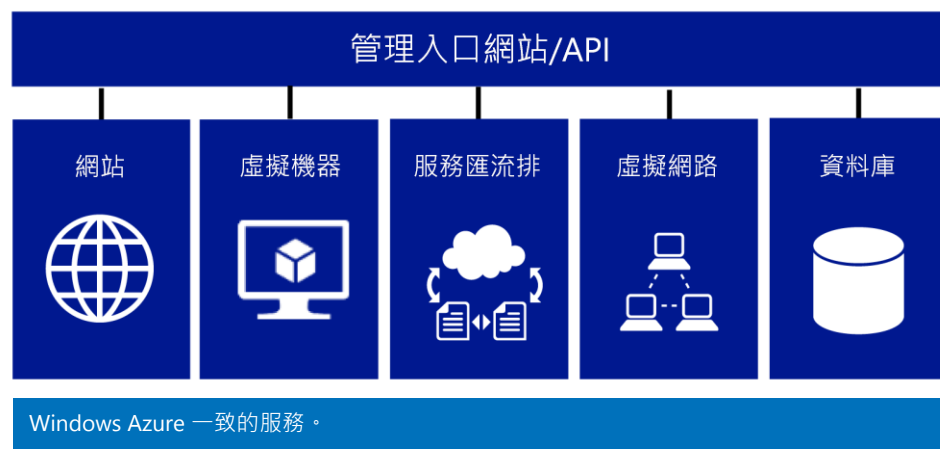 管理入口網站/API
網站
虛擬機器
服務匯流排
虛擬網路
資料庫
Windows Azure 一致的服務。